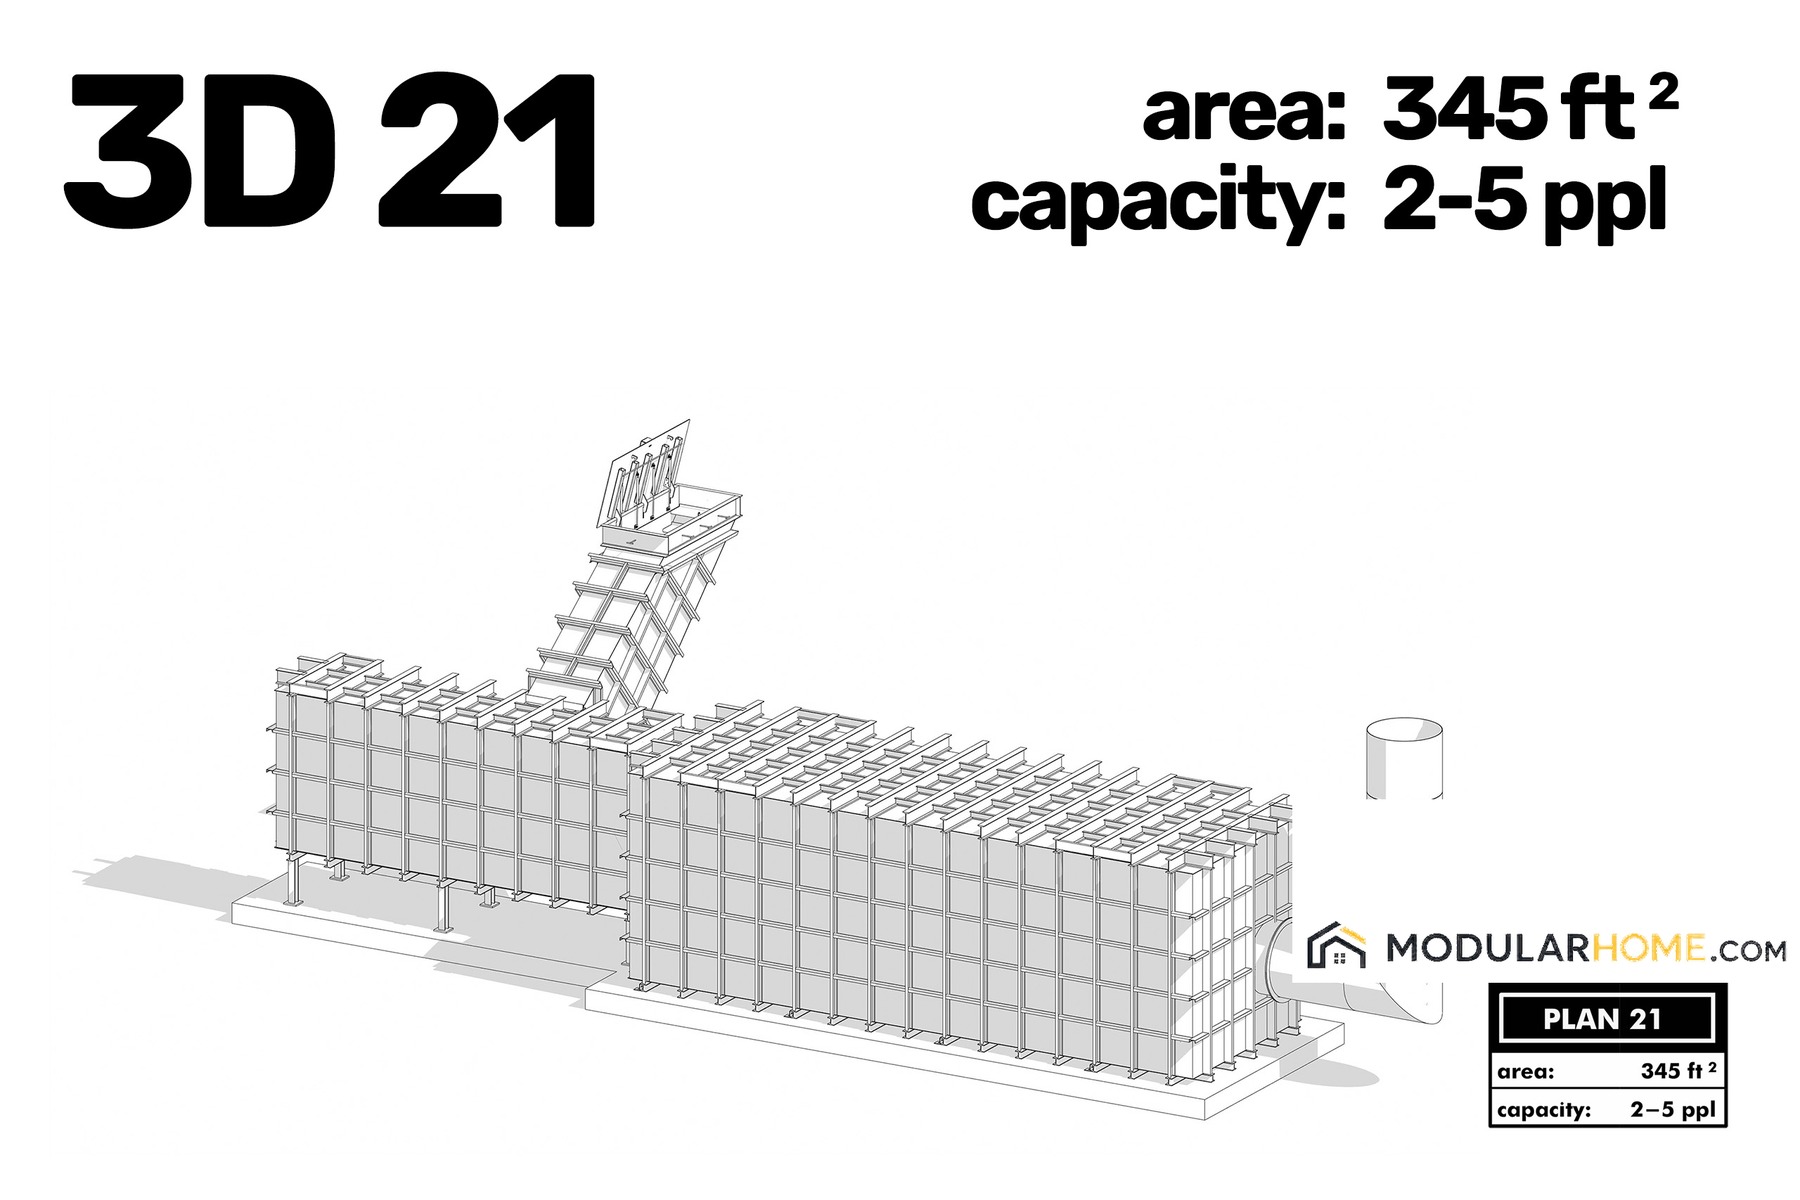 3D 21
area: 345 ft²
capacity: 2-5 ppl
MODULARHOME.COM
PLAN 21
area: 345 ft²
capacity: 2–5 ppl